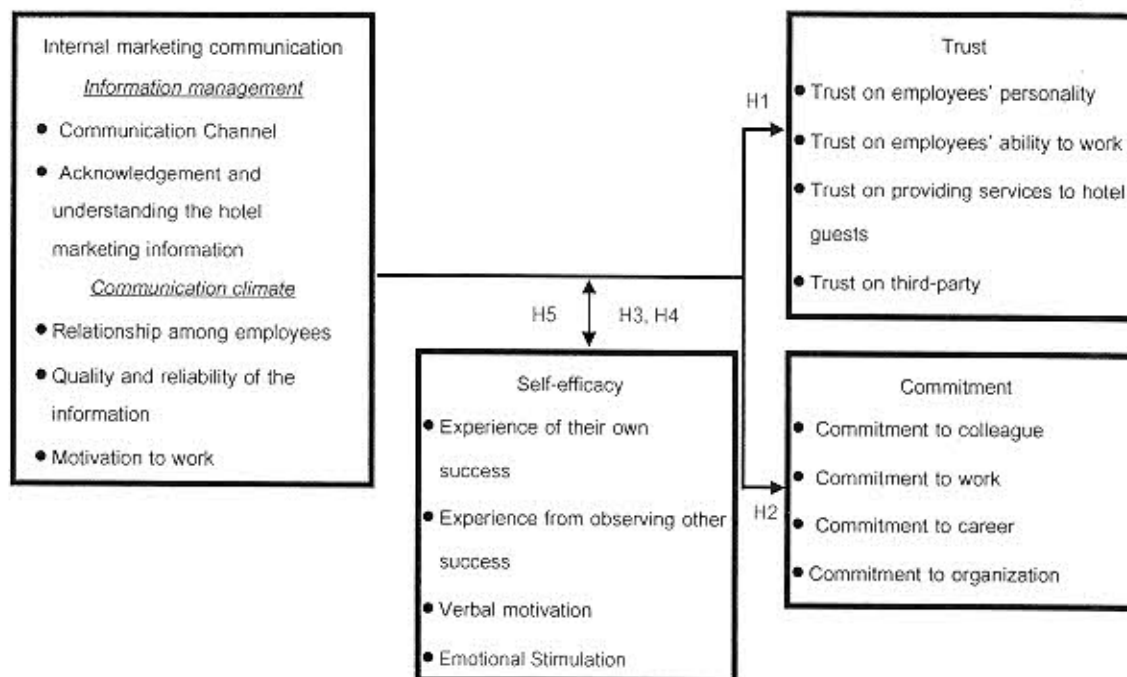 Internal marketing communication
Information management
● Communication Channel
● Acknowledgement and
understanding the hotel
marketing information
Communication climate
● Relationship among employees
● Quality and reliability of the
information
● Motivation to work
H5
H3, H4
Self-efficacy
● Experience of their own
success
● Experience from observing other
success
● Verbal motivation
● Emotional Stimulation
H1
Trust
● Trust on employees' personality
● Trust on employees' ability to work
● Trust on providing services to hotel
guests
● Trust on third-party
H2
Commitment
● Commitment to colleague
● Commitment to work
● Commitment to career
● Commitment to organization